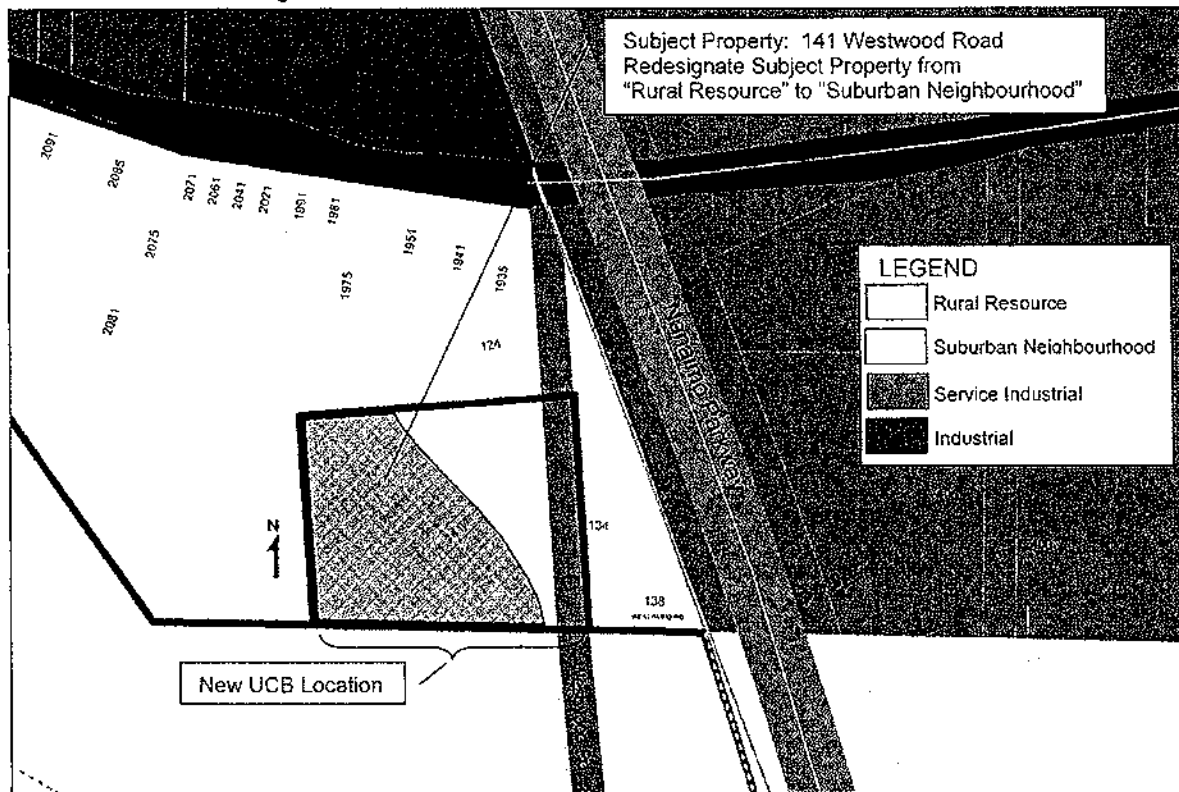 Subject Property: 141 Westwood Road
Redesignate Subject Property from
"Rural Resource" to "Suburban Neighbourhood"
2091
2085
2071
2061
2041
2021
1991
1981
1951
1941
1935
2075
1975
2081
124
LEGEND
Rural Resource
Suburban Neighbourhood
Service Industrial
Industrial
N
134
138
New UCB Location